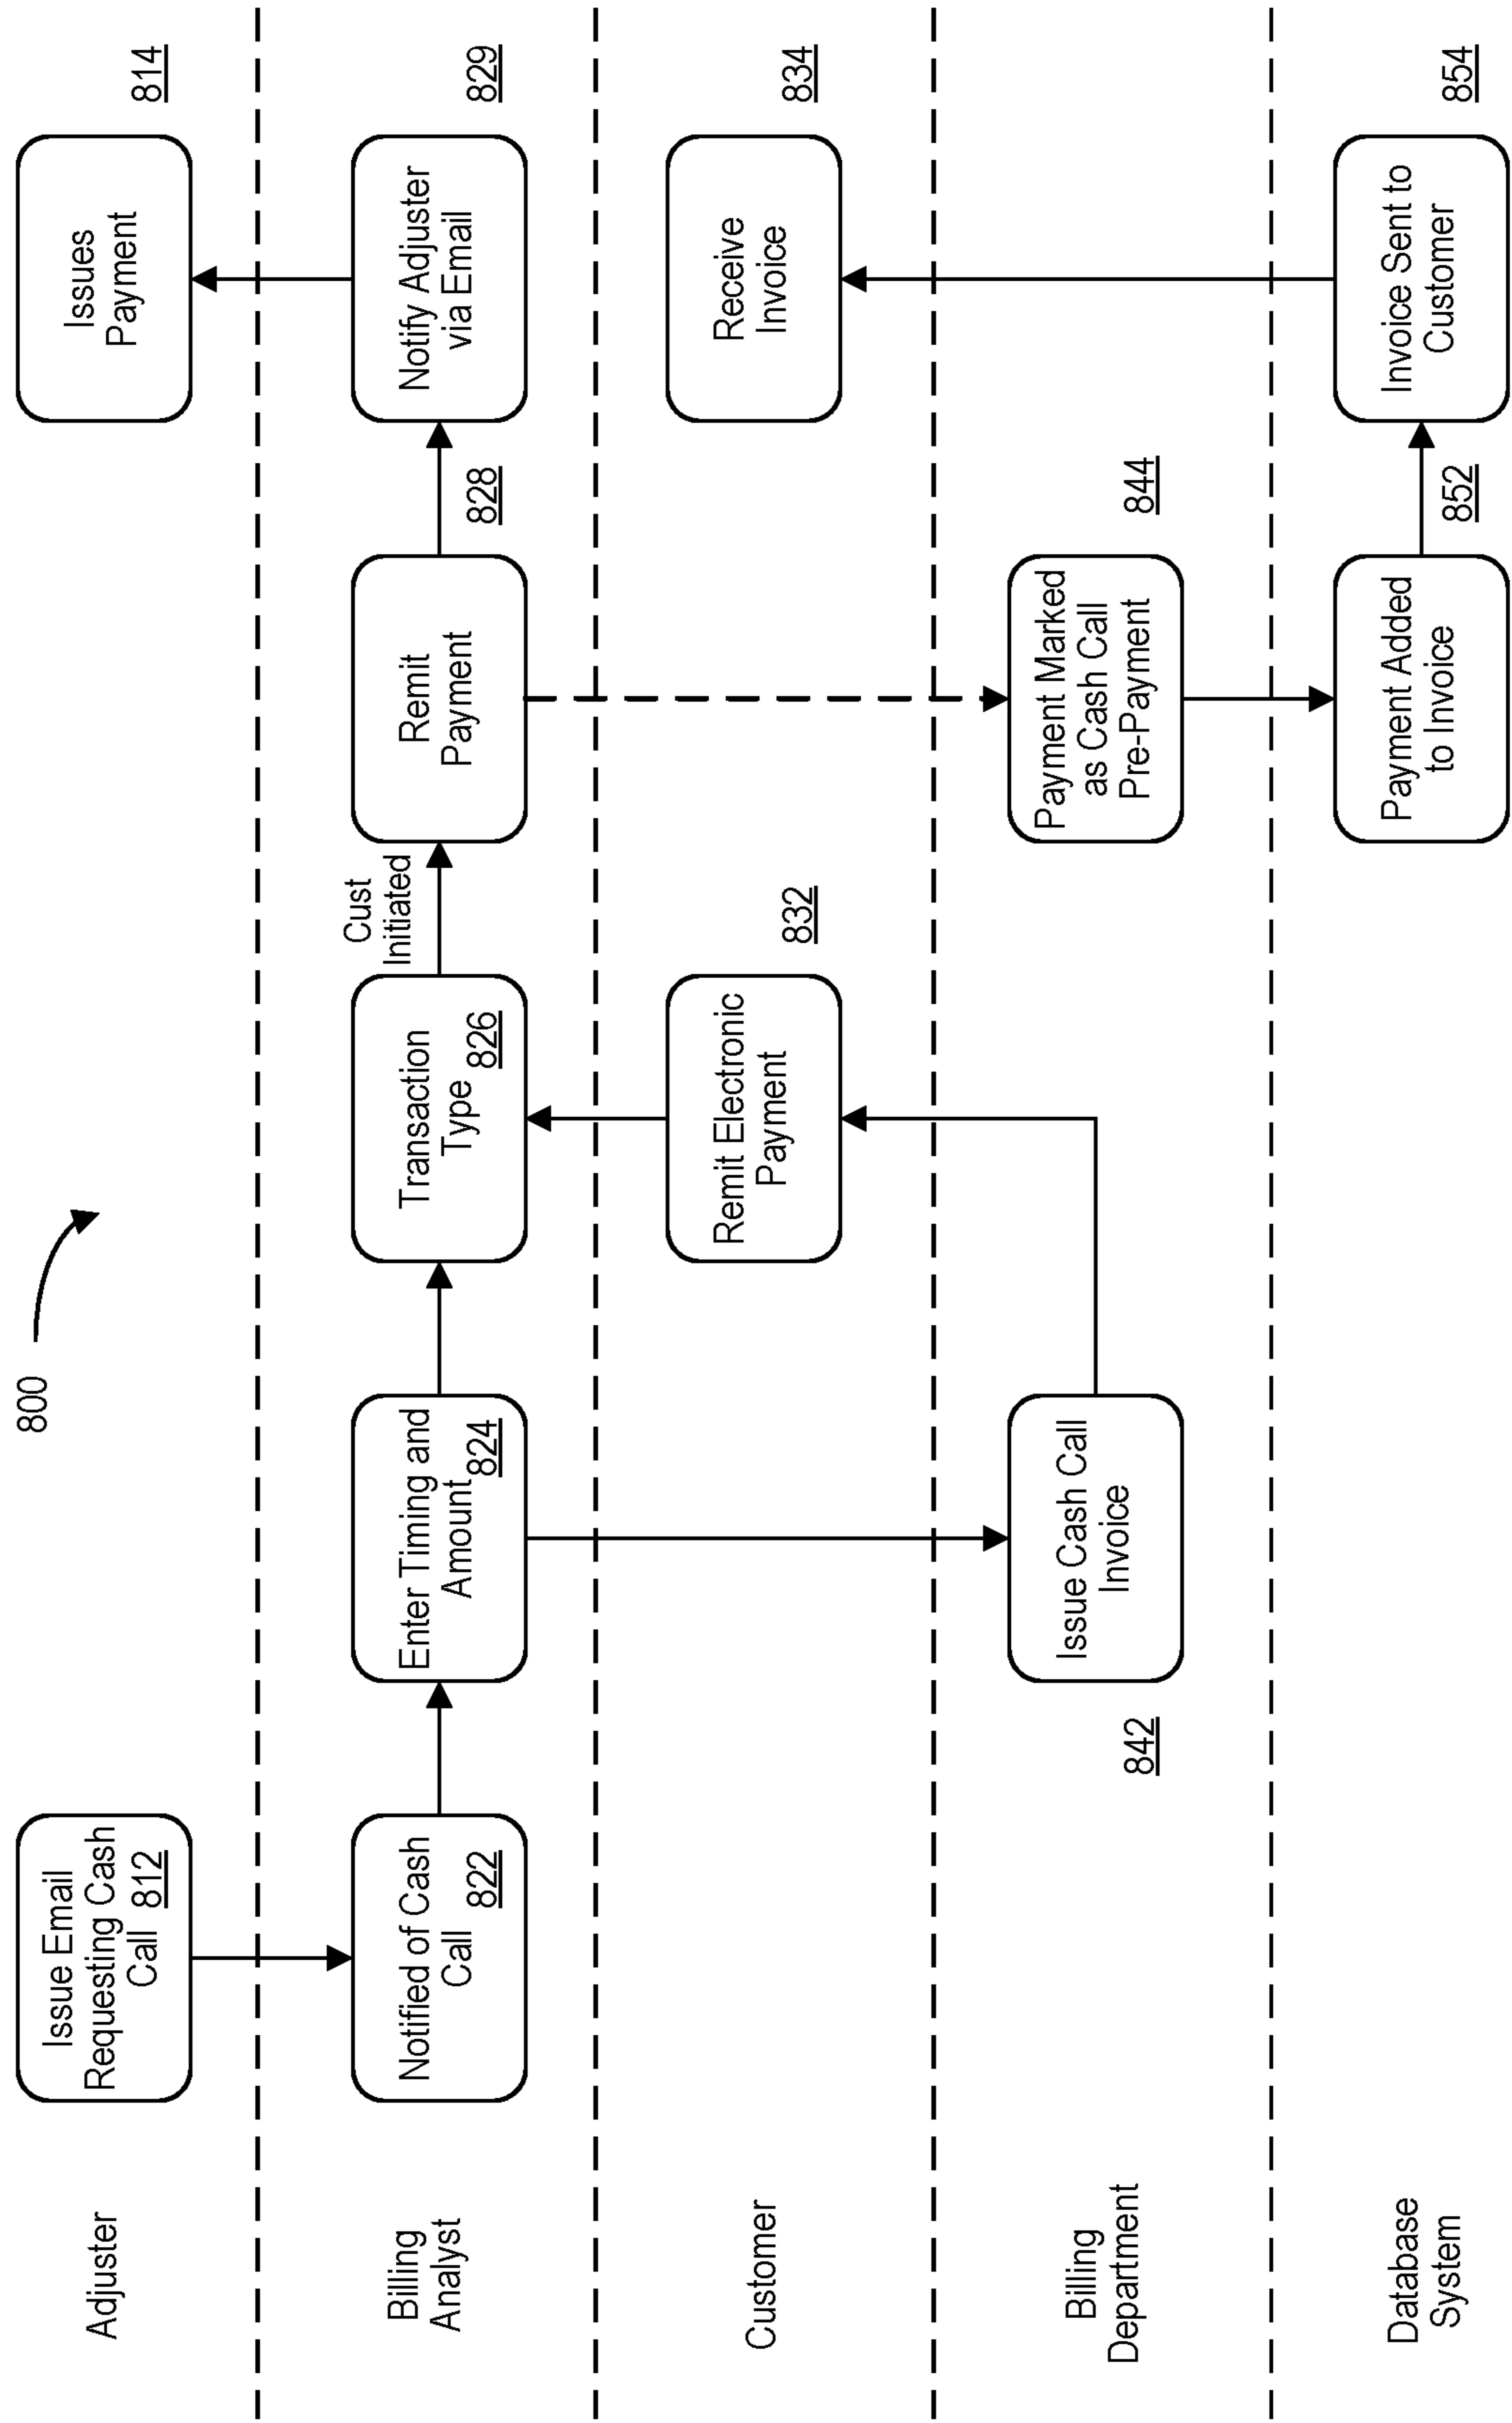 800
Adjuster
Issue Email
Requesting Cash
Call 812
Issues
Payment
814
Billing
Analyst
Notified of Cash
Call 822
Enter Timing and
Amount 824
Transaction
Type 826
Cust
Initiated
Remit
Payment
828
Notify Adjuster
via Email
829
Customer
Remit Electronic
Payment
832
Receive
Invoice
834
Billing
Department
842
Issue Cash Call
Invoice
Payment Marked
as Cash Call
Pre-Payment
844
Database
System
Payment Added
to Invoice
852
Invoice Sent to
Customer
854